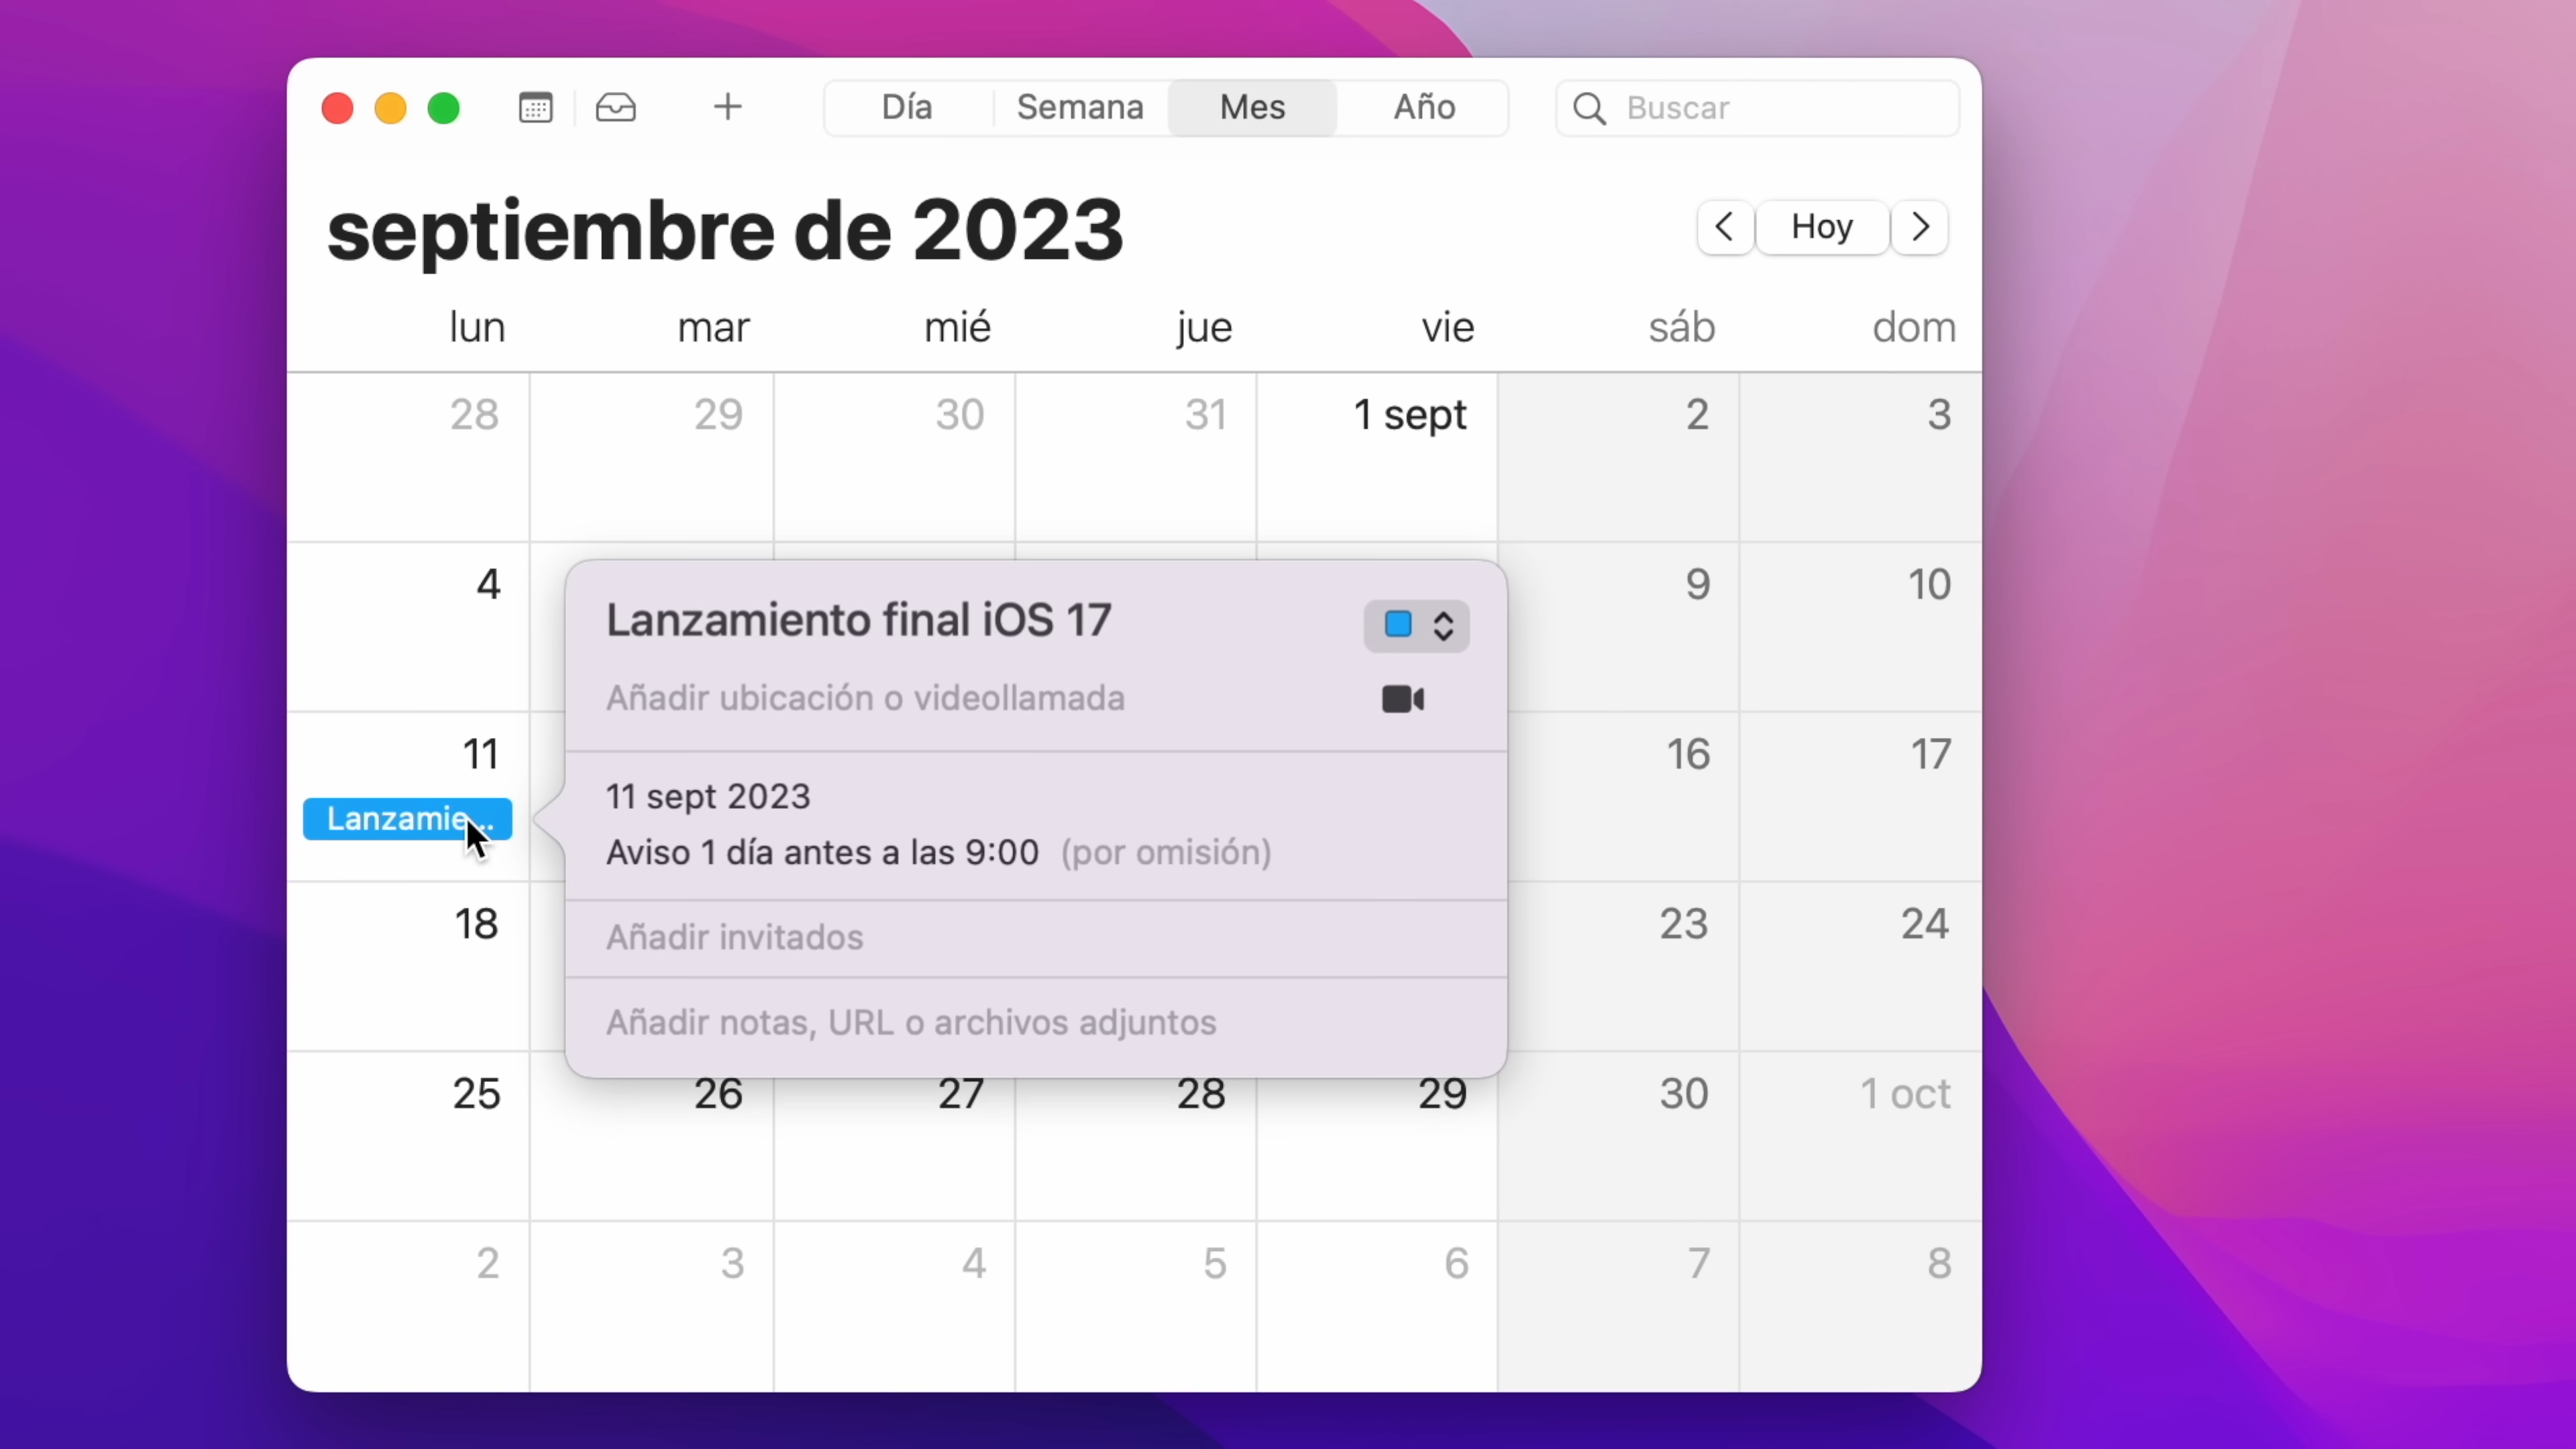 Día Semana Mes Año Buscar
septiembre de 2023 Hoy
lun mar mié jue vie sáb dom
28 29 30 31 1 sept 2 3
4 9 10
Lanzamiento final iOS 17
Añadir ubicación o videollamada
11 16 17
11 sept 2023
Lanzamie...
Aviso 1 día antes a las 9:00 (por omisión)
18 23 24
Añadir invitados
Añadir notas, URL o archivos adjuntos
25 26 27 28 29 30 1 oct
2 3 4 5 6 7 8